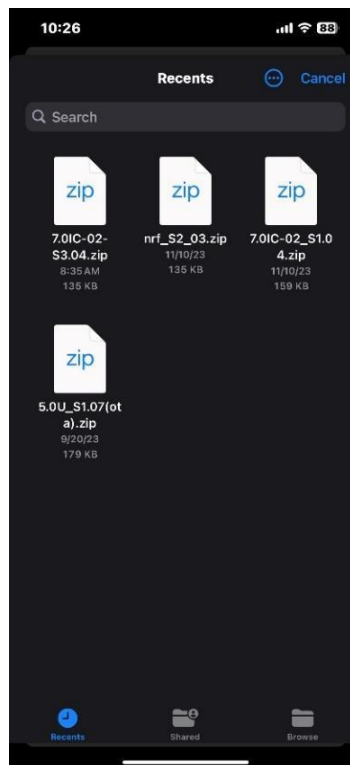 10:26
88
Recents
Cancel
Search
zip
zip
zip
7.0IC-02-
S3.04.zip
8:35 AM
135 KB
nrf_S2_03.zip
11/10/23
135 KB
7.0IC-02_S1.0
4.zip
11/10/23
159 KB
zip
5.0U_S1.07(ot
a).zip
9/20/23
179 KB
Recents
Shared
Browse